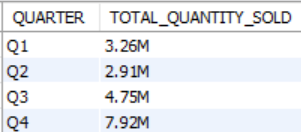 QUARTER TOTAL_QUANTITY_SOLD
Q1 3.26M
Q2 2.91M
Q3 4.75M
Q4 7.92M